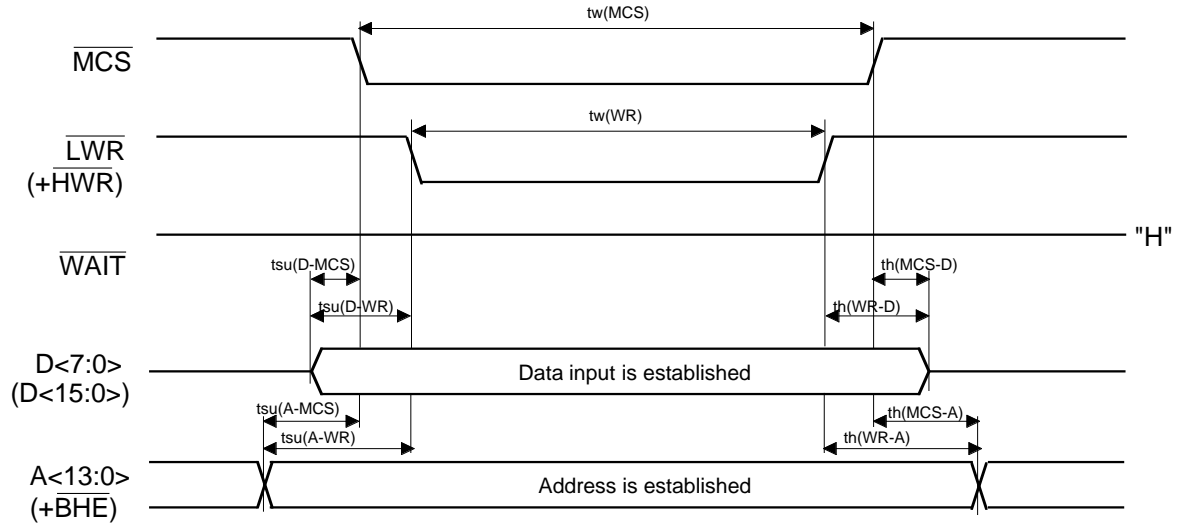 tw(MCS)
MCS
tw(WR)
LWR
(+HWR)
"H"
WAIT
tsu(D-MCS)
th(MCS-D)
tsu(D-WR)
th(WR-D)
D<7:0>
(D<15:0>)
Data input is established
tsu(A-MCS)
th(MCS-A)
tsu(A-WR)
th(WR-A)
A<13:0>
(+BHE)
Address is established